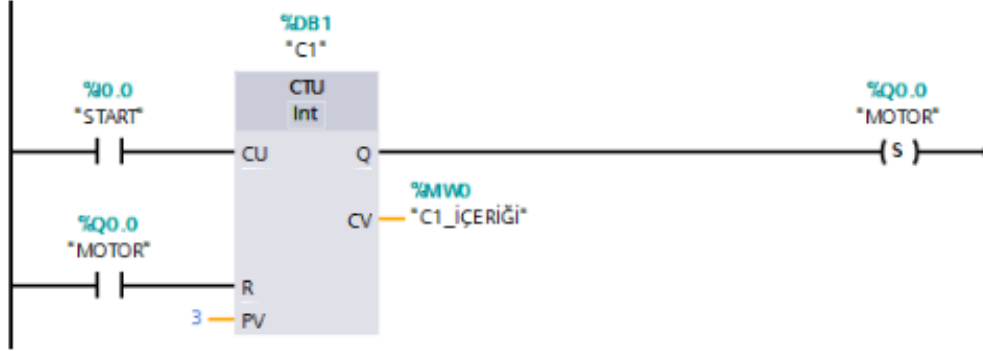 %DB1
"C1"
CTU
Int
%I0.0
"START"
CU
Q
%Q0.0
"MOTOR"
S
%MW0
CV
"C1_İÇERİĞİ"
%Q0.0
"MOTOR"
R
3
PV